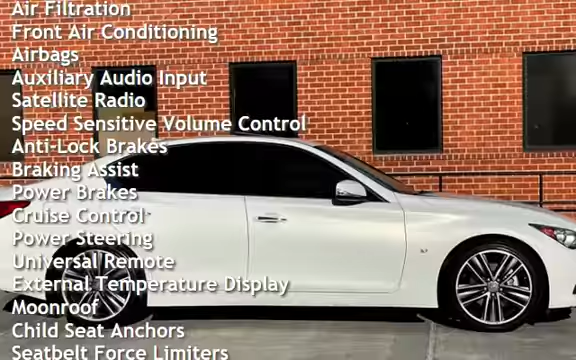 Air Filtration
Front Air Conditioning
Airbags
Auxiliary Audio Input
Satellite Radio
Speed Sensitive Volume Control
Anti-Lock Brakes
Braking Assist
Power Brakes
Cruise Control
Power Steering
Universal Remote
External Temperature Display
Moonroof
Child Seat Anchors
Seatbelt Force Limiters